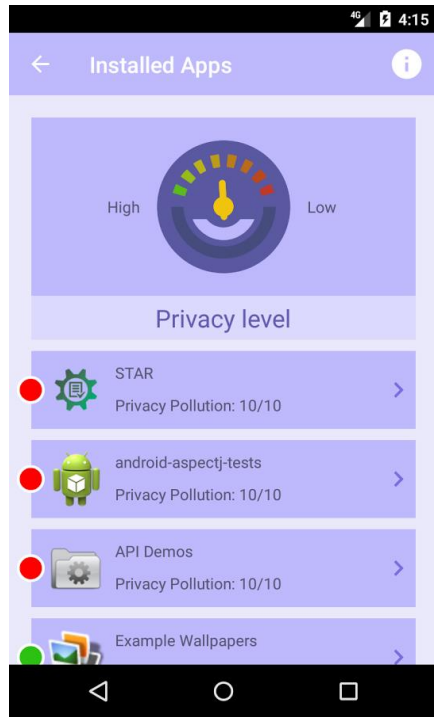 4G 4:15
Installed Apps
i
High Low
Privacy level
STAR
Privacy Pollution: 10/10
android-aspectj-tests
Privacy Pollution: 10/10
API Demos
Privacy Pollution: 10/10
Example Wallpapers